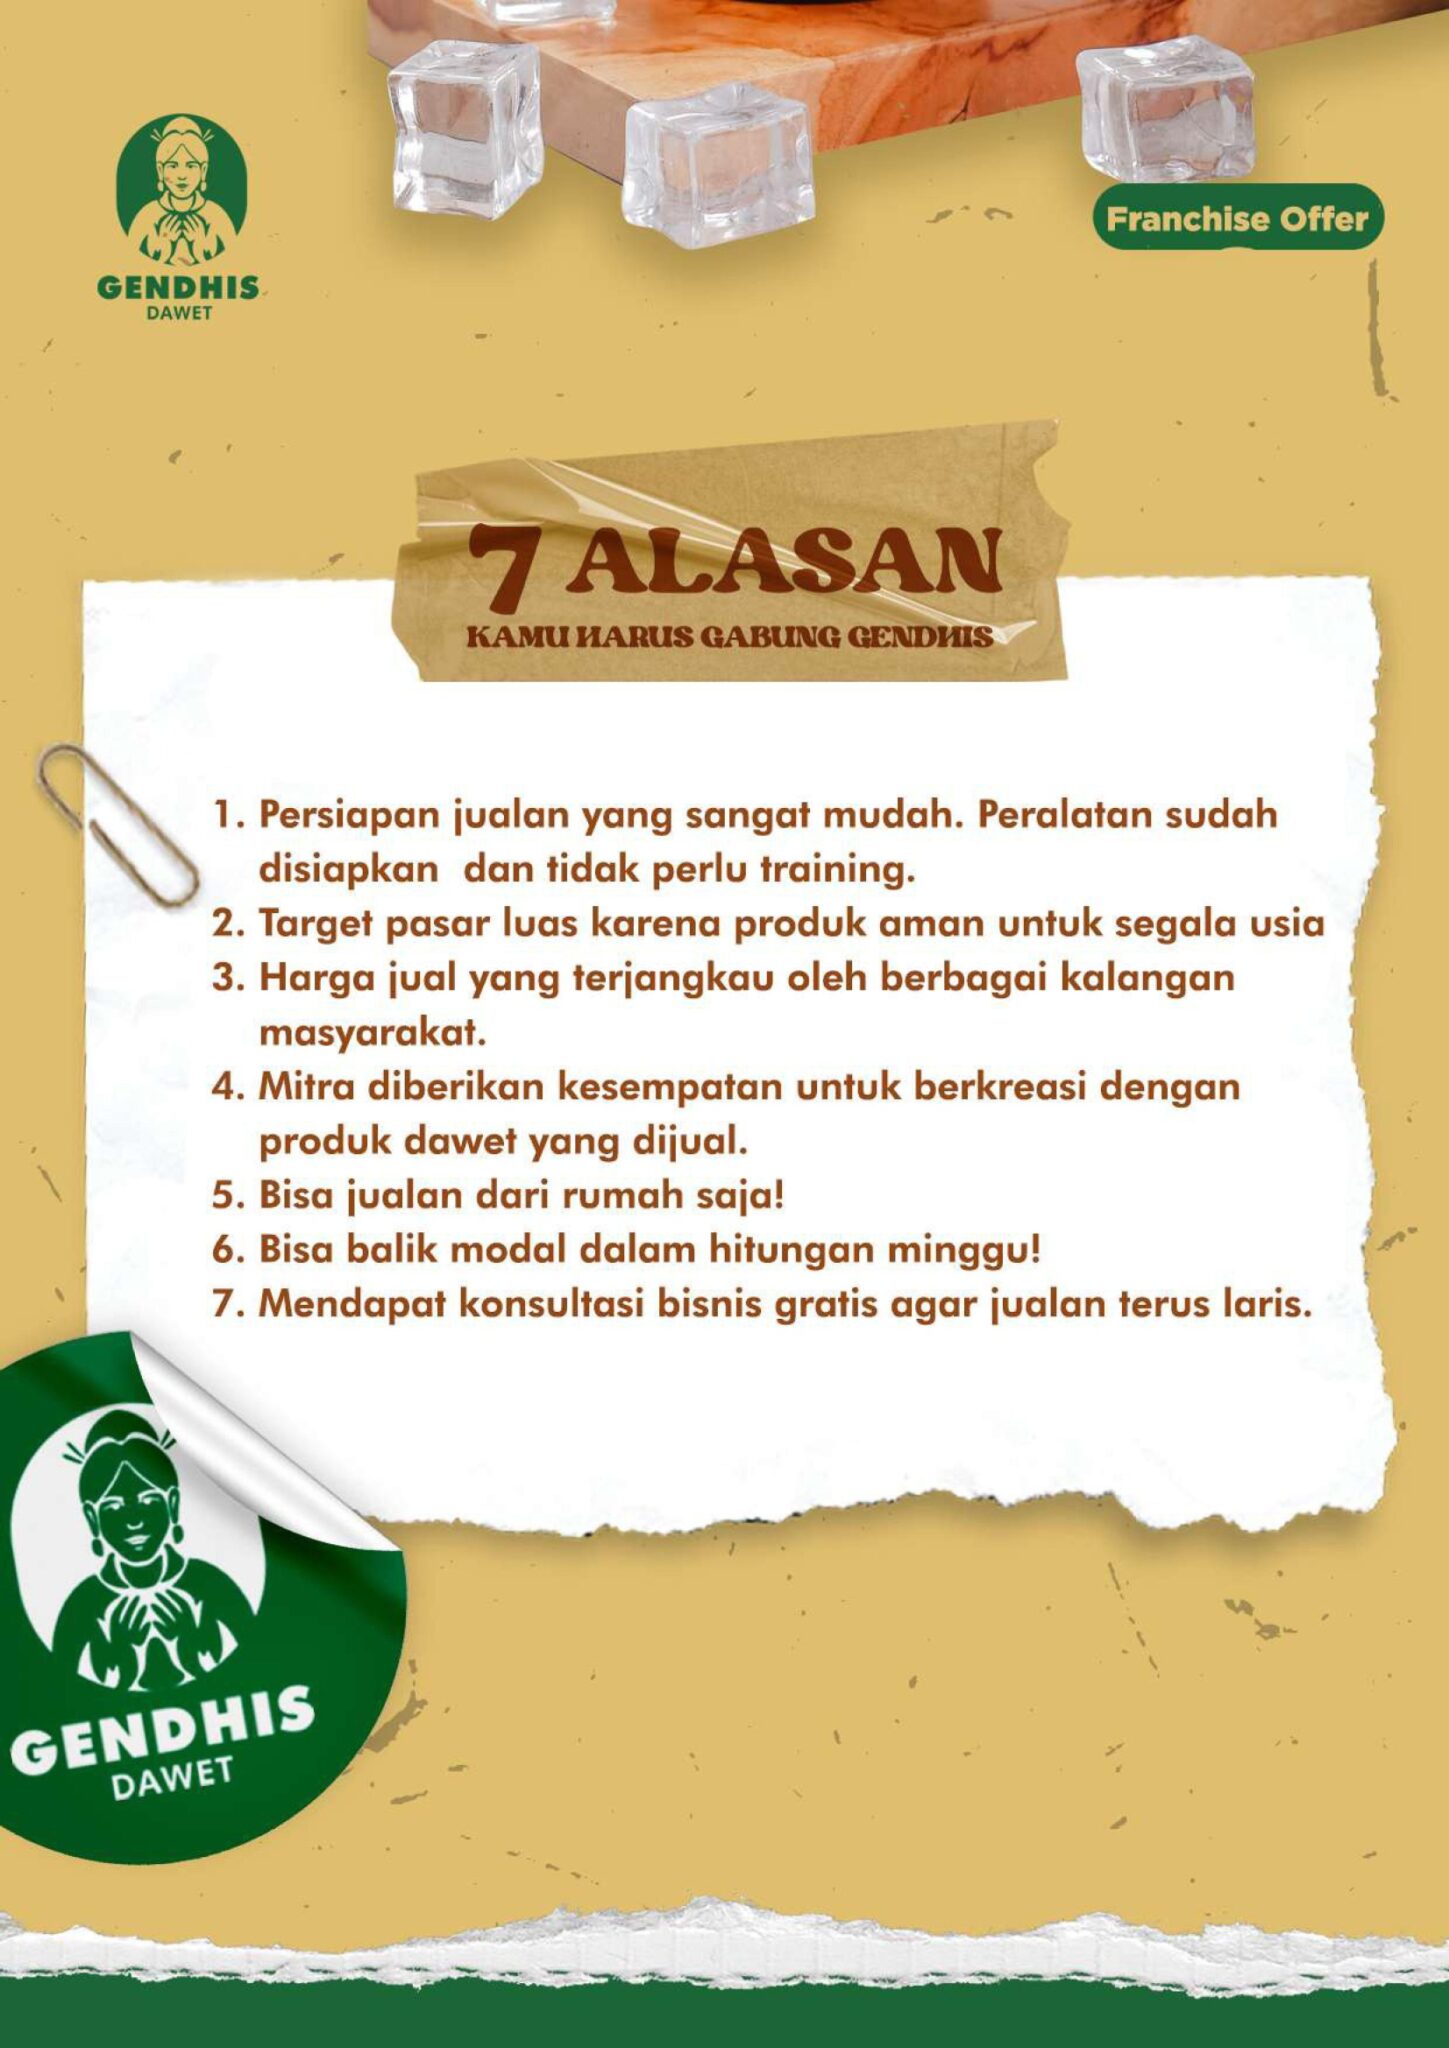 GENDHIS
DAWET
Franchise Offer
7 ALASAN
KAMU HARUS GABUNG GENDHIS
1. Persiapan jualan yang sangat mudah. Peralatan sudah
disiapkan dan tidak perlu training.
2. Target pasar luas karena produk aman untuk segala usia
3. Harga jual yang terjangkau oleh berbagai kalangan
masyarakat.
4. Mitra diberikan kesempatan untuk berkreasi dengan
produk dawet yang dijual.
5. Bisa jualan dari rumah saja!
6. Bisa balik modal dalam hitungan minggu!
7. Mendapat konsultasi bisnis gratis agar jualan terus laris.
GENDHIS
DAWET